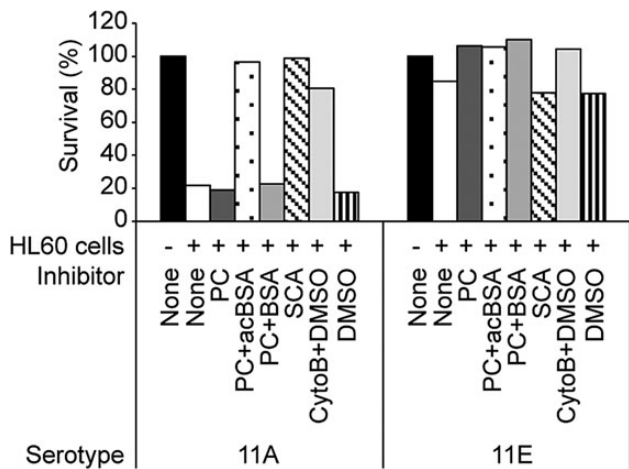 Survival (%)
120
100
80
60
40
20
0
HL60 cells - + + + + + + + - + + + + + + +
Inhibitor
None
None
PC
PC+acBSA
PC+BSA
SCA
CytoB+DMSO
DMSO
None
None
PC
PC+acBSA
PC+BSA
SCA
CytoB+DMSO
DMSO
Serotype 11A 11E